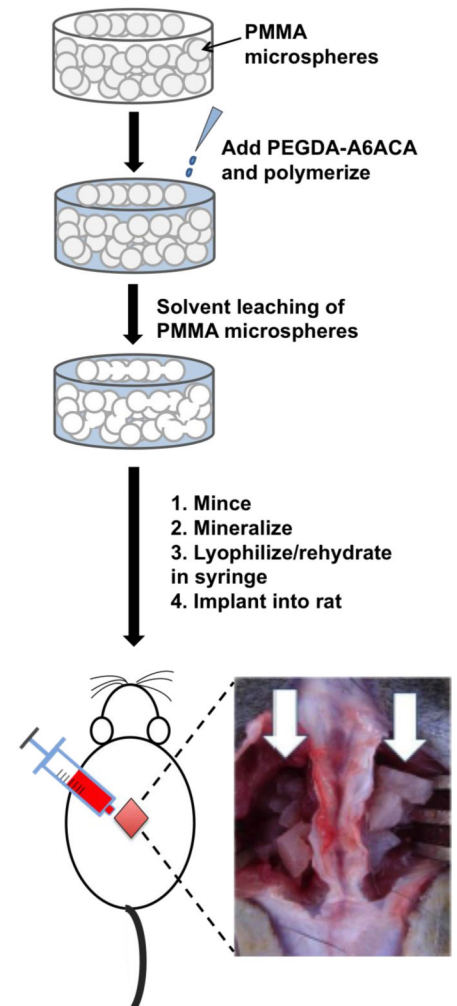 PMMA
microspheres
Add PEGDA-A6ACA
and polymerize
Solvent leaching of
PMMA microspheres
1. Mince
2. Mineralize
3. Lyophilize/rehydrate
in syringe
4. Implant into rat